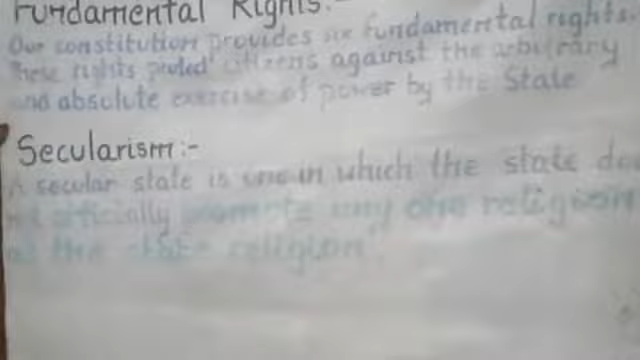 Fundamental Rights:-
Our constitution provides six fundamental rights.
These rights protect citizens against the arbitrary
and absolute exercise of power by the State
Secularism:-
A secular state is one in which the state
officially promote any one religion
as the state religion